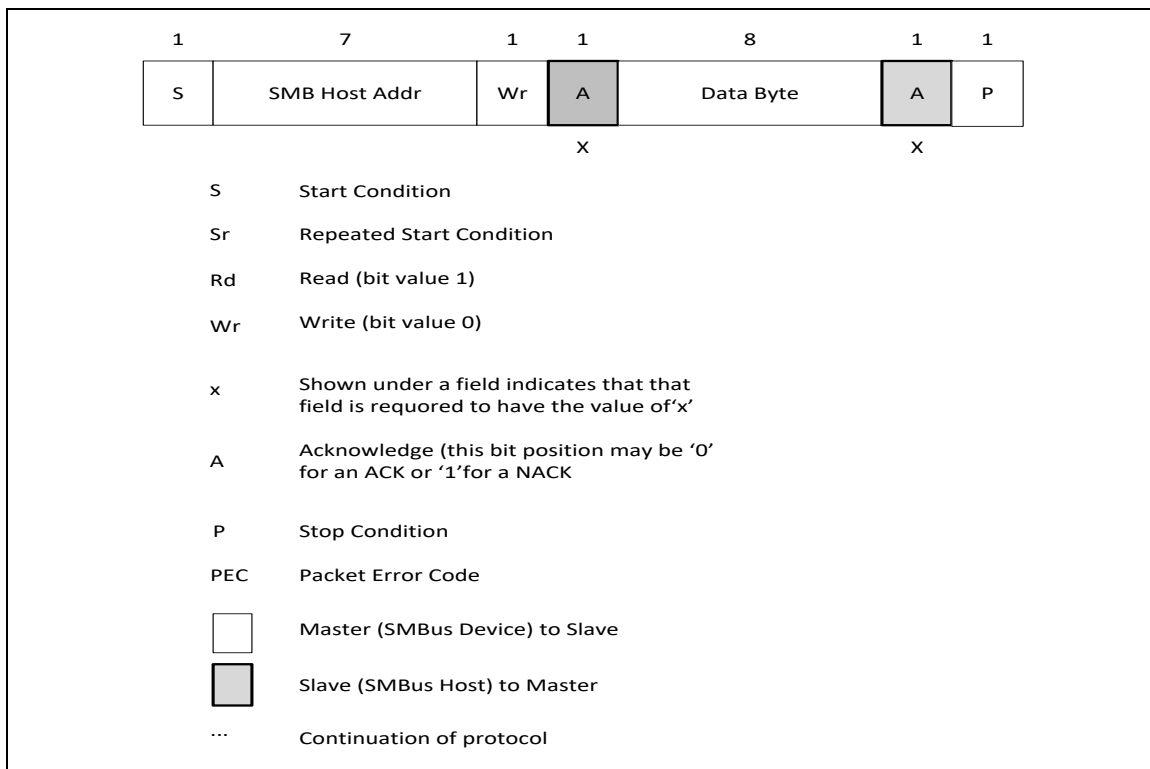 1 7 1 1 8 1 1
S SMB Host Addr Wr A Data Byte A P
x x
S Start Condition
Sr Repeated Start Condition
Rd Read (bit value 1)
Wr Write (bit value 0)
x Shown under a field indicates that that
field is requored to have the value of‘x’
A Acknowledge (this bit position may be ‘0’
for an ACK or ‘1’for a NACK
P Stop Condition
PEC Packet Error Code
Master (SMBus Device) to Slave
Slave (SMBus Host) to Master
... Continuation of protocol